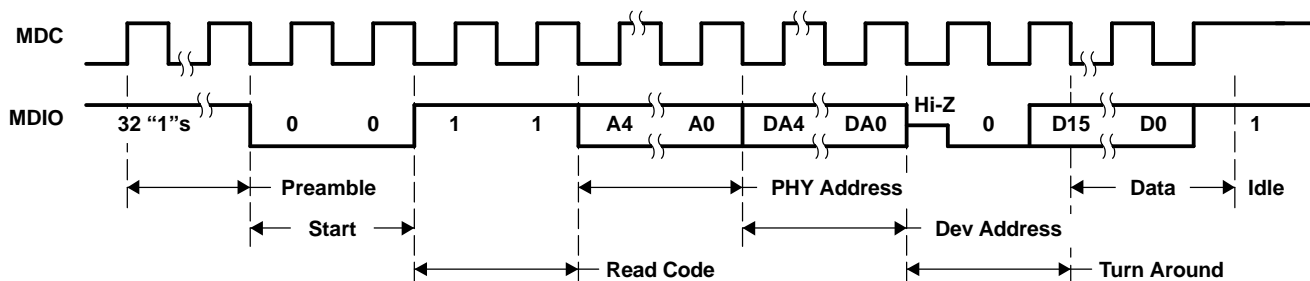 MDC
MDIO
32 “1”s
0
0
1
1
A4
A0
DA4
DA0
Hi-Z
0
D15
D0
1
Preamble
PHY Address
Data
Idle
Start
Dev Address
Read Code
Turn Around